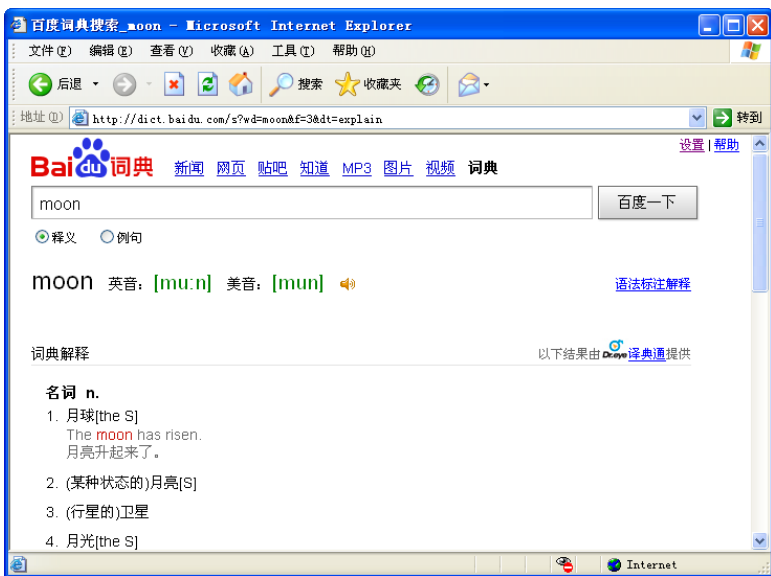 百度词典搜索_moon - Microsoft Internet Explorer
文件(F) 编辑(E) 查看(V) 收藏(A) 工具(T) 帮助(H)
后退 搜索 收藏夹
地址(D) http://dict.baidu.com/s?wd=moon&f=3&dt=explain 转到
设置 | 帮助
Bai du 词典 新闻 网页 贴吧 知道 MP3 图片 视频 词典
moon 百度一下
释义 例句
moon 英音: [mu:n] 美音: [mun] 语法标注解释
词典解释 以下结果由 Dr.eye 译典通提供
名词 n.
1. 月球[the S]
The moon has risen.
月亮升起来了。
2. (某种状态的)月亮[S]
3. (行星的)卫星
4. 月光[the S]
Internet